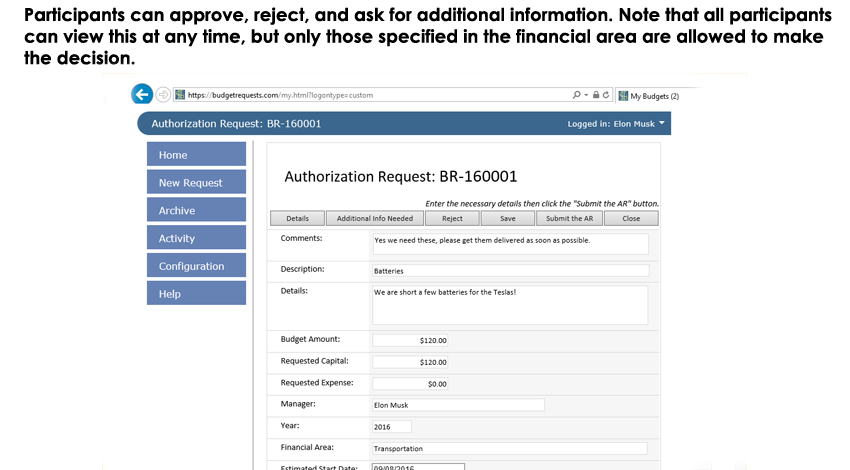 Participants can approve, reject, and ask for additional information. Note that all participants
can view this at any time, but only those specified in the financial area are allowed to make
the decision.
https://budgetrequests.com/my.html?logontype=custom
My Budgets (2)
Authorization Request: BR-160001
Logged in: Elon Musk
Home
New Request
Archive
Activity
Configuration
Help
Authorization Request: BR-160001
Enter the necessary details then click the "Submit the AR" button.
Details Additional Info Needed Reject Save Submit the AR Close
Comments: Yes we need these, please get them delivered as soon as possible.
Description: Batteries
Details: We are short a few batteries for the Teslas!
Budget Amount: $120.00
Requested Capital: $120.00
Requested Expense: $0.00
Manager: Elon Musk
Year: 2016
Financial Area: Transportation
Estimated Start Date: 09/08/2016